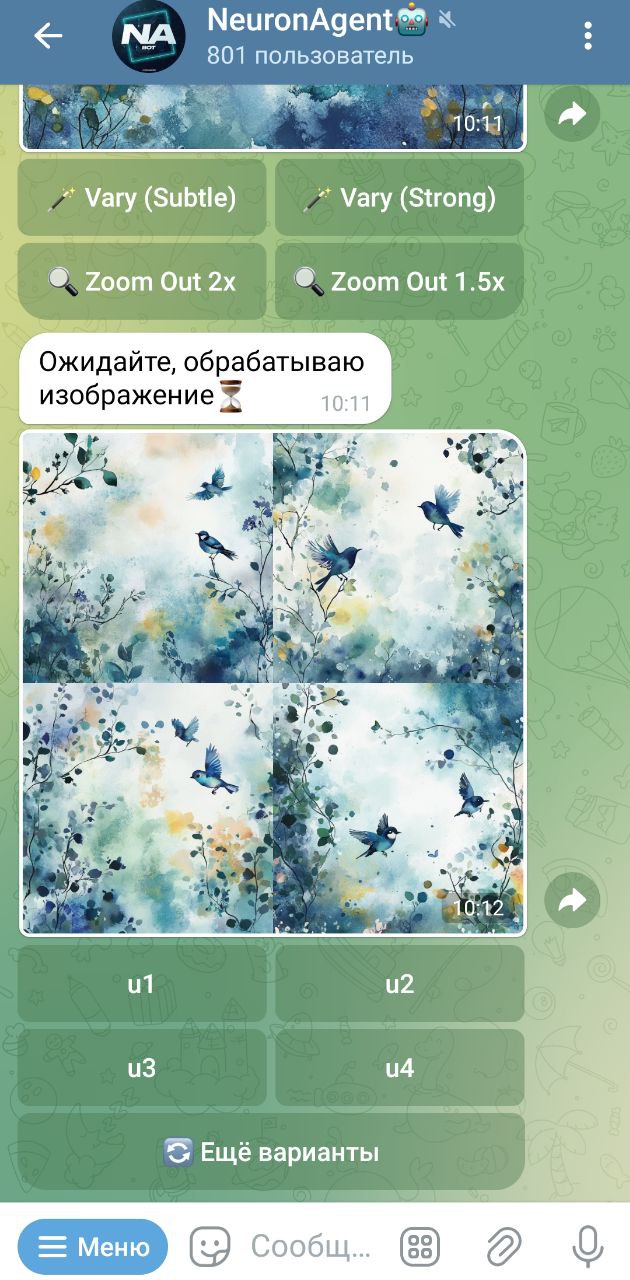 NA
BOT
NeuronAgent🤖
801 пользователь
10:11
🪄 Vary (Subtle)
🪄 Vary (Strong)
🔍 Zoom Out 2x
🔍 Zoom Out 1.5x
Ожидайте, обрабатываю
изображение⏳
10:11
10:12
u1
u2
u3
u4
🔄 Ещё варианты
Меню
Сообщ...